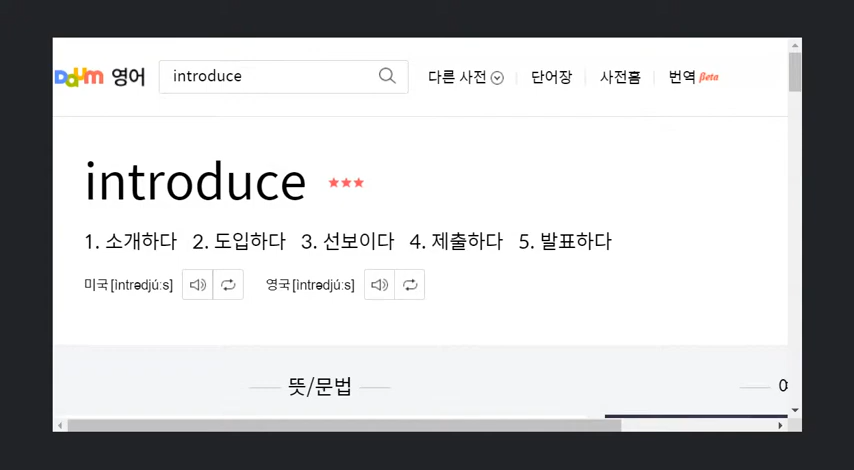 Daum 영어 introduce 다른 사전 단어장 사전홈 번역 Beta
introduce
1. 소개하다 2. 도입하다 3. 선보이다 4. 제출하다 5. 발표하다
미국 [ìntrədjúːs] 영국 [ìntrədjúːs]
뜻/문법